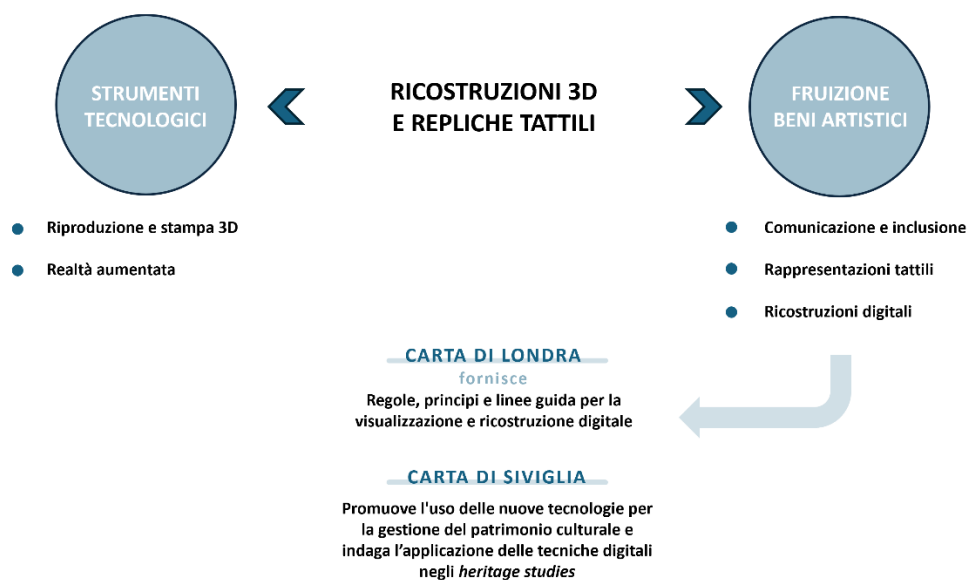 STRUMENTI
TECNOLOGICI
RICOSTRUZIONI 3D
E REPLICHE TATTILI
FRUIZIONE
BENI ARTISTICI
Riproduzione e stampa 3D
Realtà aumentata
Comunicazione e inclusione
Rappresentazioni tattili
Ricostruzioni digitali
CARTA DI LONDRA
fornisce
Regole, principi e linee guida per la
visualizzazione e ricostruzione digitale
CARTA DI SIVIGLIA
Promuove l'uso delle nuove tecnologie per
la gestione del patrimonio culturale e
indaga l’applicazione delle tecniche digitali
negli heritage studies